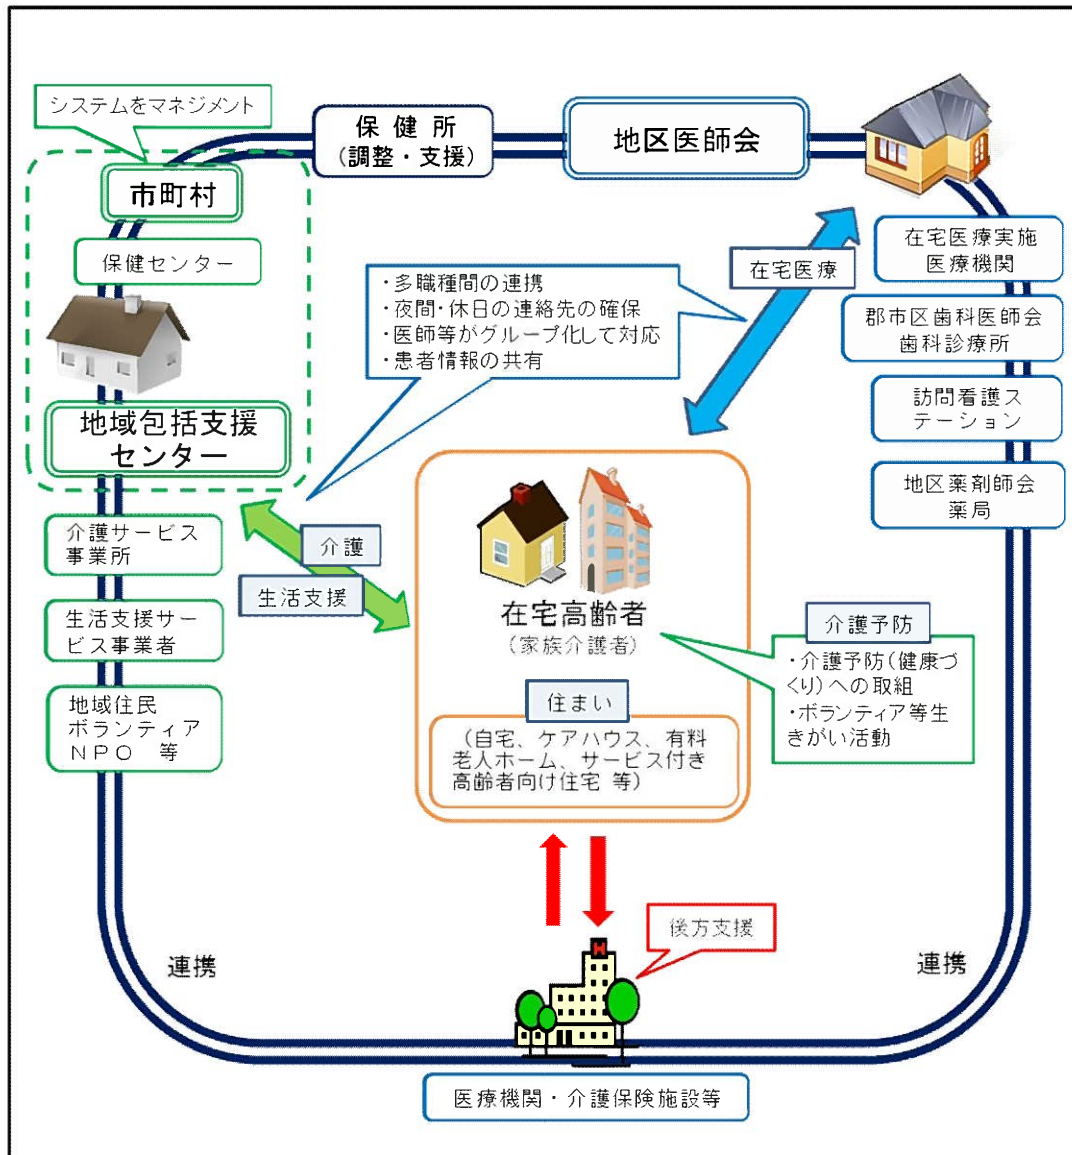 システムをマネジメント
保健所
(調整・支援)
地区医師会
市町村
保健センター
地域包括支援
センター
・多職種間の連携
・夜間・休日の連絡先の確保
・医師等がグループ化して対応
・患者情報の共有
在宅医療
在宅医療実施
医療機関
郡市区歯科医師会
歯科診療所
訪問看護ス
テーション
地区薬剤師会
薬局
介護サービス
事業所
生活支援サー
ビス事業者
地域住民
ボランティア
NPO 等
介護
生活支援
在宅高齢者
(家族介護者)
住まい
(自宅、ケアハウス、有料
老人ホーム、サービス付き
高齢者向け住宅 等)
介護予防
・介護予防(健康づ
くり)への取組
・ボランティア等生
きがい活動
後方支援
H
連携
連携
医療機関・介護保険施設等